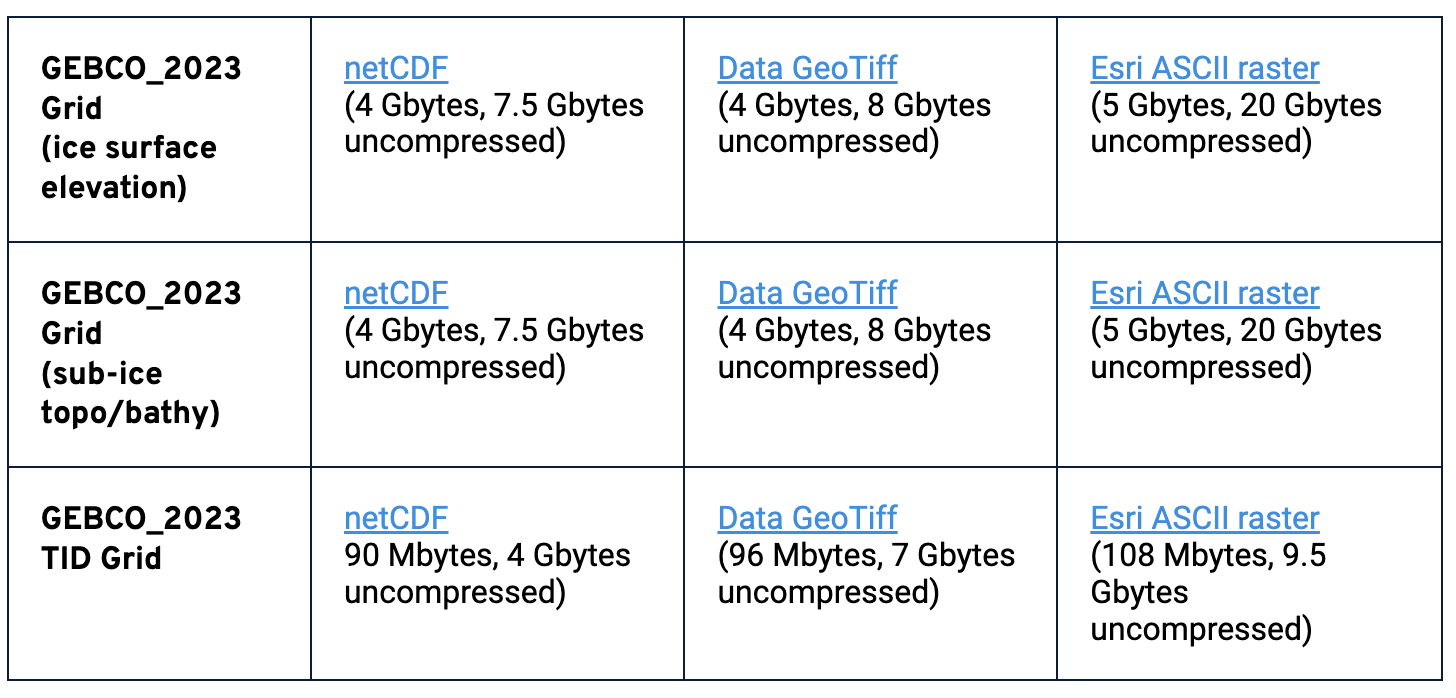 GEBCO_2023
Grid
(ice surface
elevation)
netCDF
(4 Gbytes, 7.5 Gbytes
uncompressed)
Data GeoTiff
(4 Gbytes, 8 Gbytes
uncompressed)
Esri ASCII raster
(5 Gbytes, 20 Gbytes
uncompressed)
GEBCO_2023
Grid
(sub-ice
topo/bathy)
netCDF
(4 Gbytes, 7.5 Gbytes
uncompressed)
Data GeoTiff
(4 Gbytes, 8 Gbytes
uncompressed)
Esri ASCII raster
(5 Gbytes, 20 Gbytes
uncompressed)
GEBCO_2023
TID Grid
netCDF
90 Mbytes, 4 Gbytes
uncompressed)
Data GeoTiff
(96 Mbytes, 7 Gbytes
uncompressed)
Esri ASCII raster
(108 Mbytes, 9.5
Gbytes
uncompressed)